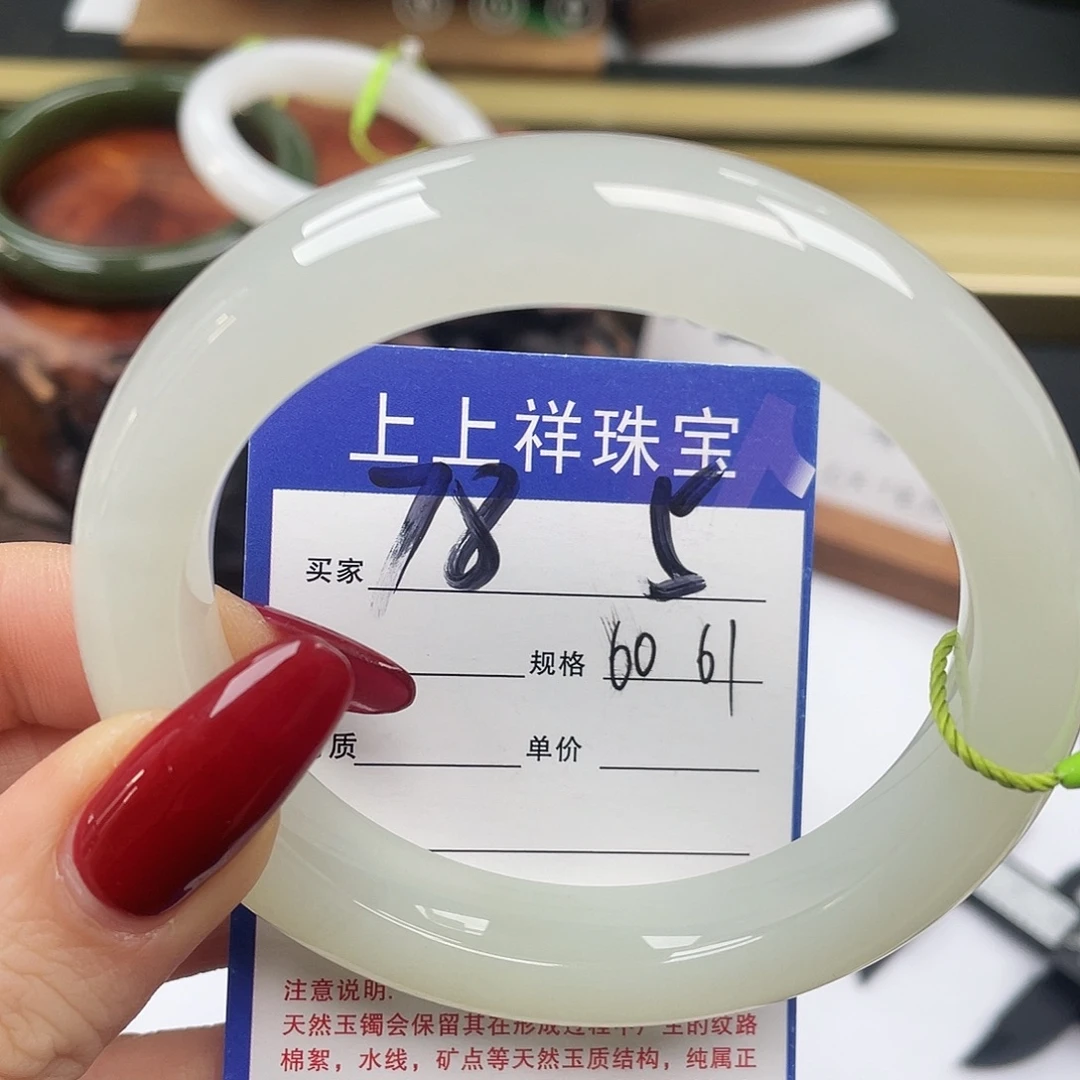 上上祥珠宝
买家 78
规格 60 61
质 单价
注意说明:
天然玉镯会保留其在形成过程中产生的纹路
棉絮，水线，矿点等天然玉质结构，纯属正